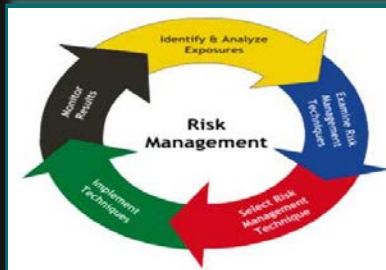 Identify & Analyze
Exposures
Examine Risk
Management
Techniques
Select Risk
Management
Technique
Implement
Techniques
Monitor
Results
Risk
Management